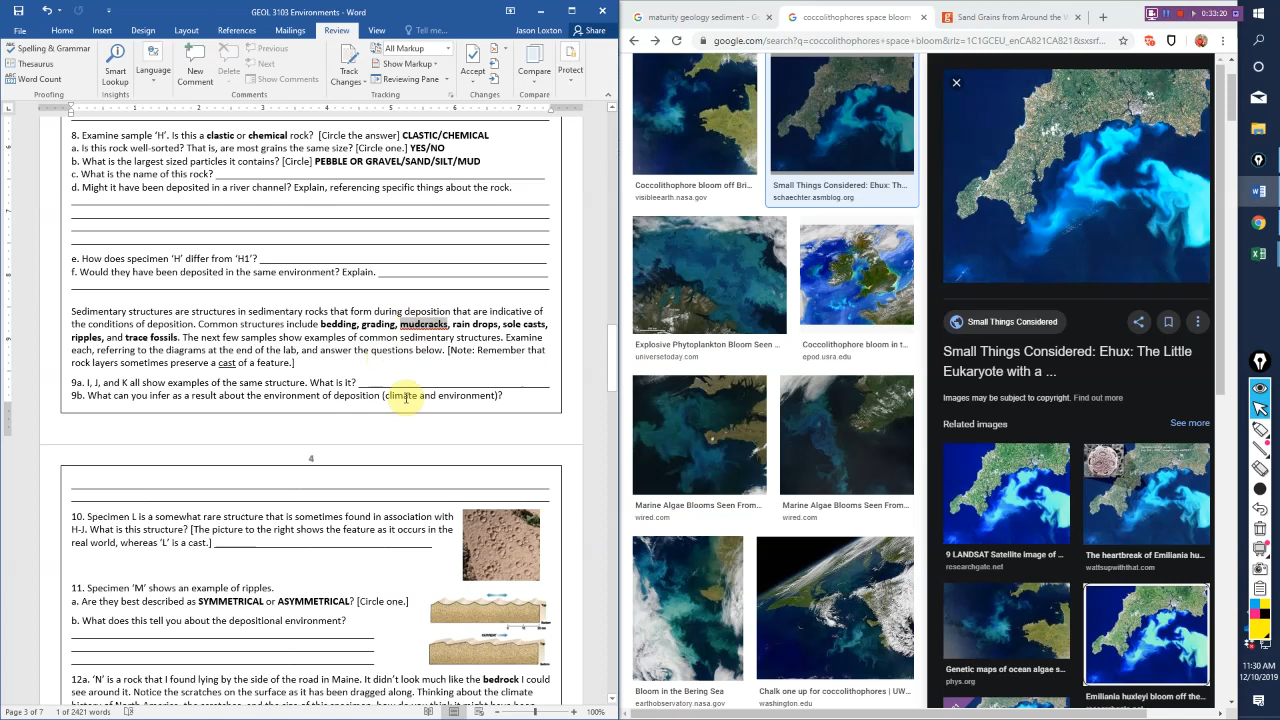 GEOL 3103 Environments - Word
File
Home
Insert
Design
Layout
References
Mailings
Review
View
Tell me...
Jason Loxton
Share
Spelling & Grammar
Thesaurus
Word Count
Proofing
Smart
Lookup
Insights
Language
New
Comment
Delete
Previous
Next
Show Comments
Comments
Track
Changes
All Markup
Show Markup
Reviewing Pane
Tracking
Accept
Changes
Compare
Compare
Protect
8. Examine sample ‘H’. Is this a clastic or chemical rock? [Circle the answer] CLASTIC/CHEMICAL
a. Is this rock well-sorted? That is, are most grains the same size? [Circle one.] YES/NO
b. What is the largest sized particles it contains? [Circle] PEBBLE OR GRAVEL/SAND/SILT/MUD
c. What is the name of this rock?
d. Might it have been deposited in a river channel? Explain, referencing specific things about the rock.
e. How does specimen ‘H’ differ from ‘H1’?
f. Would they have been deposited in the same environment? Explain.
Sedimentary structures are structures in sedimentary rocks that form during deposition that are indicative of
the conditions of deposition. Common structures include bedding, grading, mudcracks, rain drops, sole casts,
ripples, and trace fossils. The next few samples show examples of common sedimentary structures. Examine
each, referring to the diagrams at the end of the lab, and answer the questions below. [Note: Remember that
rock layers sometimes preserve a cast of a feature.]
9a. I, J, and K all show examples of the same structure. What is it?
9b. What can you infer as a result about the environment of deposition (climate and environment)?
4
10. Specimen ‘L’ is a much more rare structure that is sometimes found in association with
H-J. What is this structure? [The picture to the right shows the feature as it occurs in the
real world, whereas ‘L’ is a cast.]
11. Specimen ‘M’ shows an example of ripples.
a. Are they best described as SYMMETRICAL or ASYMMETRICAL? [Circle one.]
b. What does this tell you about the depositional environment?
12a. ‘N’ is a rock that I found lying by the side of the road in Manitoba. It didn’t look much like the bedrock I could
see around it. Notice the scratches on the surface as it has been dragged along. Thinking about the climate
Page 3 of 7
1 of 2421 words
100%
maturity geology sediment - G
coccolithophores space bloom
Sand Grains from Around the W
00:33:20
google.com/search?q=coccolithophores+space+bloom&rlz=1C1GCEU_enCA821CA821&sxsrf...
Coccolithophore bloom off Bri...
visibleearth.nasa.gov
Small Things Considered: Ehux: Th...
schaechter.asmblog.org
Explosive Phytoplankton Bloom Seen ...
universetoday.com
Coccolithophore bloom in t...
epod.usra.edu
Marine Algae Blooms Seen From...
wired.com
Marine Algae Blooms Seen From...
wired.com
Bloom in the Bering Sea
earthobservatory.nasa.gov
Chalk one up for coccolithophores | UW...
washington.edu
Small Things Considered
Small Things Considered: Ehux: The Little
Eukaryote with a ...
Images may be subject to copyright. Find out more
Related images
See more
9 LANDSAT Satellite image of ...
researchgate.net
The heartbreak of Emiliania hu...
wattsupwiththat.com
Genetic maps of ocean algae s...
phys.org
Emiliania huxleyi bloom off the...
11:30 AM
12/10/2019